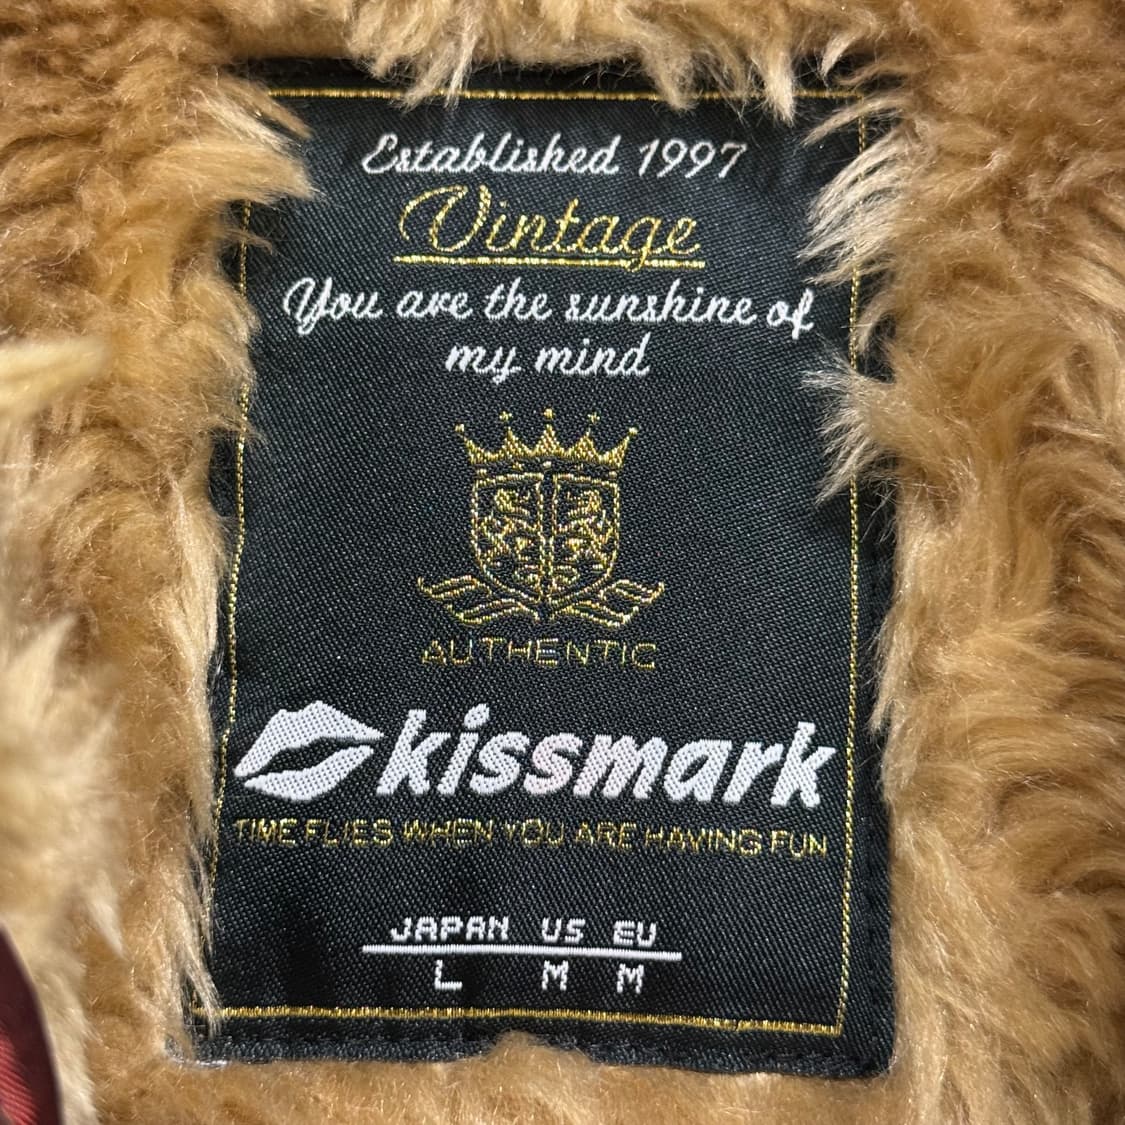 Established 1997
Vintage
You are the sunshine of
my mind
AUTHENTIC
kissmark
TIME FLIES WHEN YOU ARE HAVING FUN
JAPAN US EU
L M M